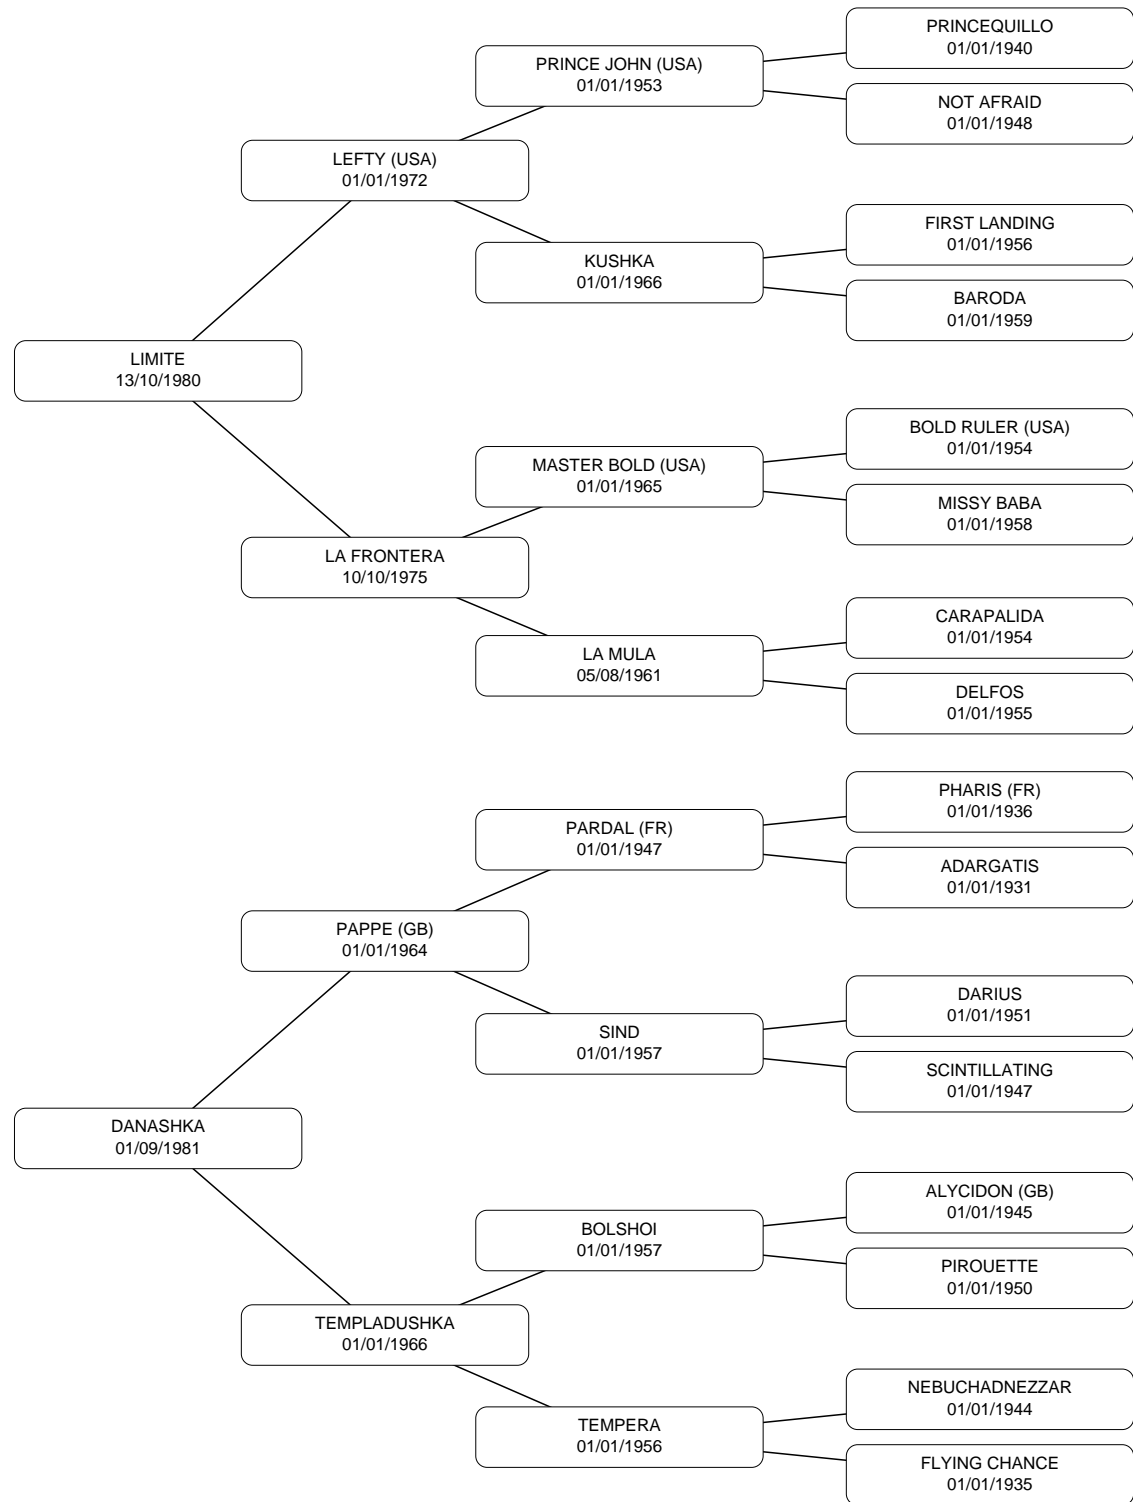 PRINCEQUILLO
01/01/1940
PRINCE JOHN (USA)
01/01/1953
NOT AFRAID
01/01/1948
LEFTY (USA)
01/01/1972
FIRST LANDING
01/01/1956
KUSHKA
01/01/1966
BARODA
01/01/1959
LIMITE
13/10/1980
BOLD RULER (USA)
01/01/1954
MASTER BOLD (USA)
01/01/1965
MISSY BABA
01/01/1958
LA FRONTERA
10/10/1975
CARAPALIDA
01/01/1954
LA MULA
05/08/1961
DELFOS
01/01/1955
PHARIS (FR)
01/01/1936
PARDAL (FR)
01/01/1947
ADARGATIS
01/01/1931
PAPPE (GB)
01/01/1964
DARIUS
01/01/1951
SIND
01/01/1957
SCINTILLATING
01/01/1947
DANASHKA
01/09/1981
ALYCIDON (GB)
01/01/1945
BOLSHOI
01/01/1957
PIROUETTE
01/01/1950
TEMPLADUSHKA
01/01/1966
NEBUCHADNEZZAR
01/01/1944
TEMPERA
01/01/1956
FLYING CHANCE
01/01/1935